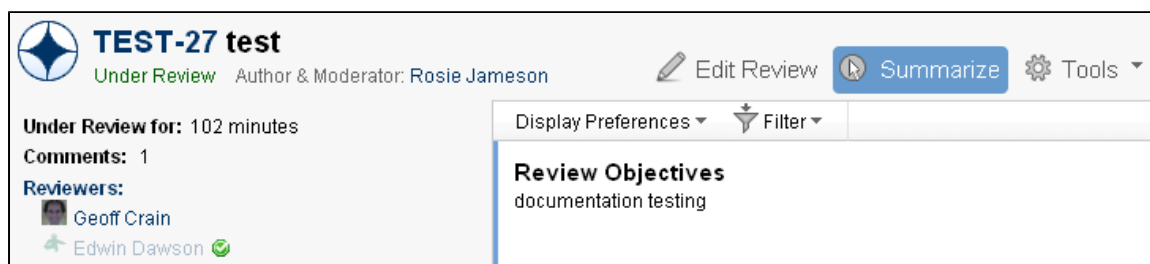 TEST-27 test
Under Review Author & Moderator: Rosie Jameson
Edit Review Summarize Tools
Under Review for: 102 minutes
Comments: 1
Reviewers:
Geoff Crain
Edwin Dawson
Display Preferences Filter
Review Objectives
documentation testing